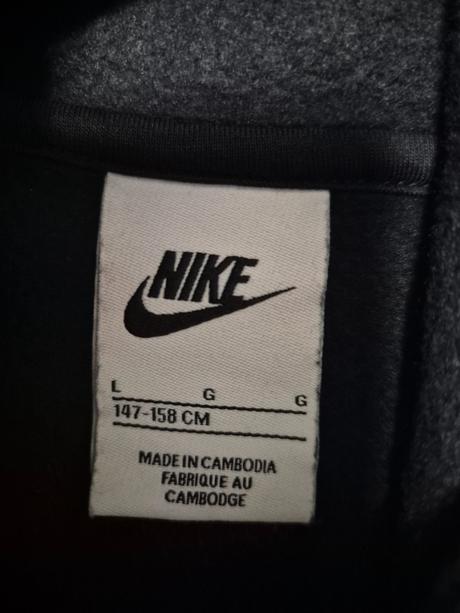 NIKE
L G G
147-158 CM
MADE IN CAMBODIA
FABRIQUE AU
CAMBODGE